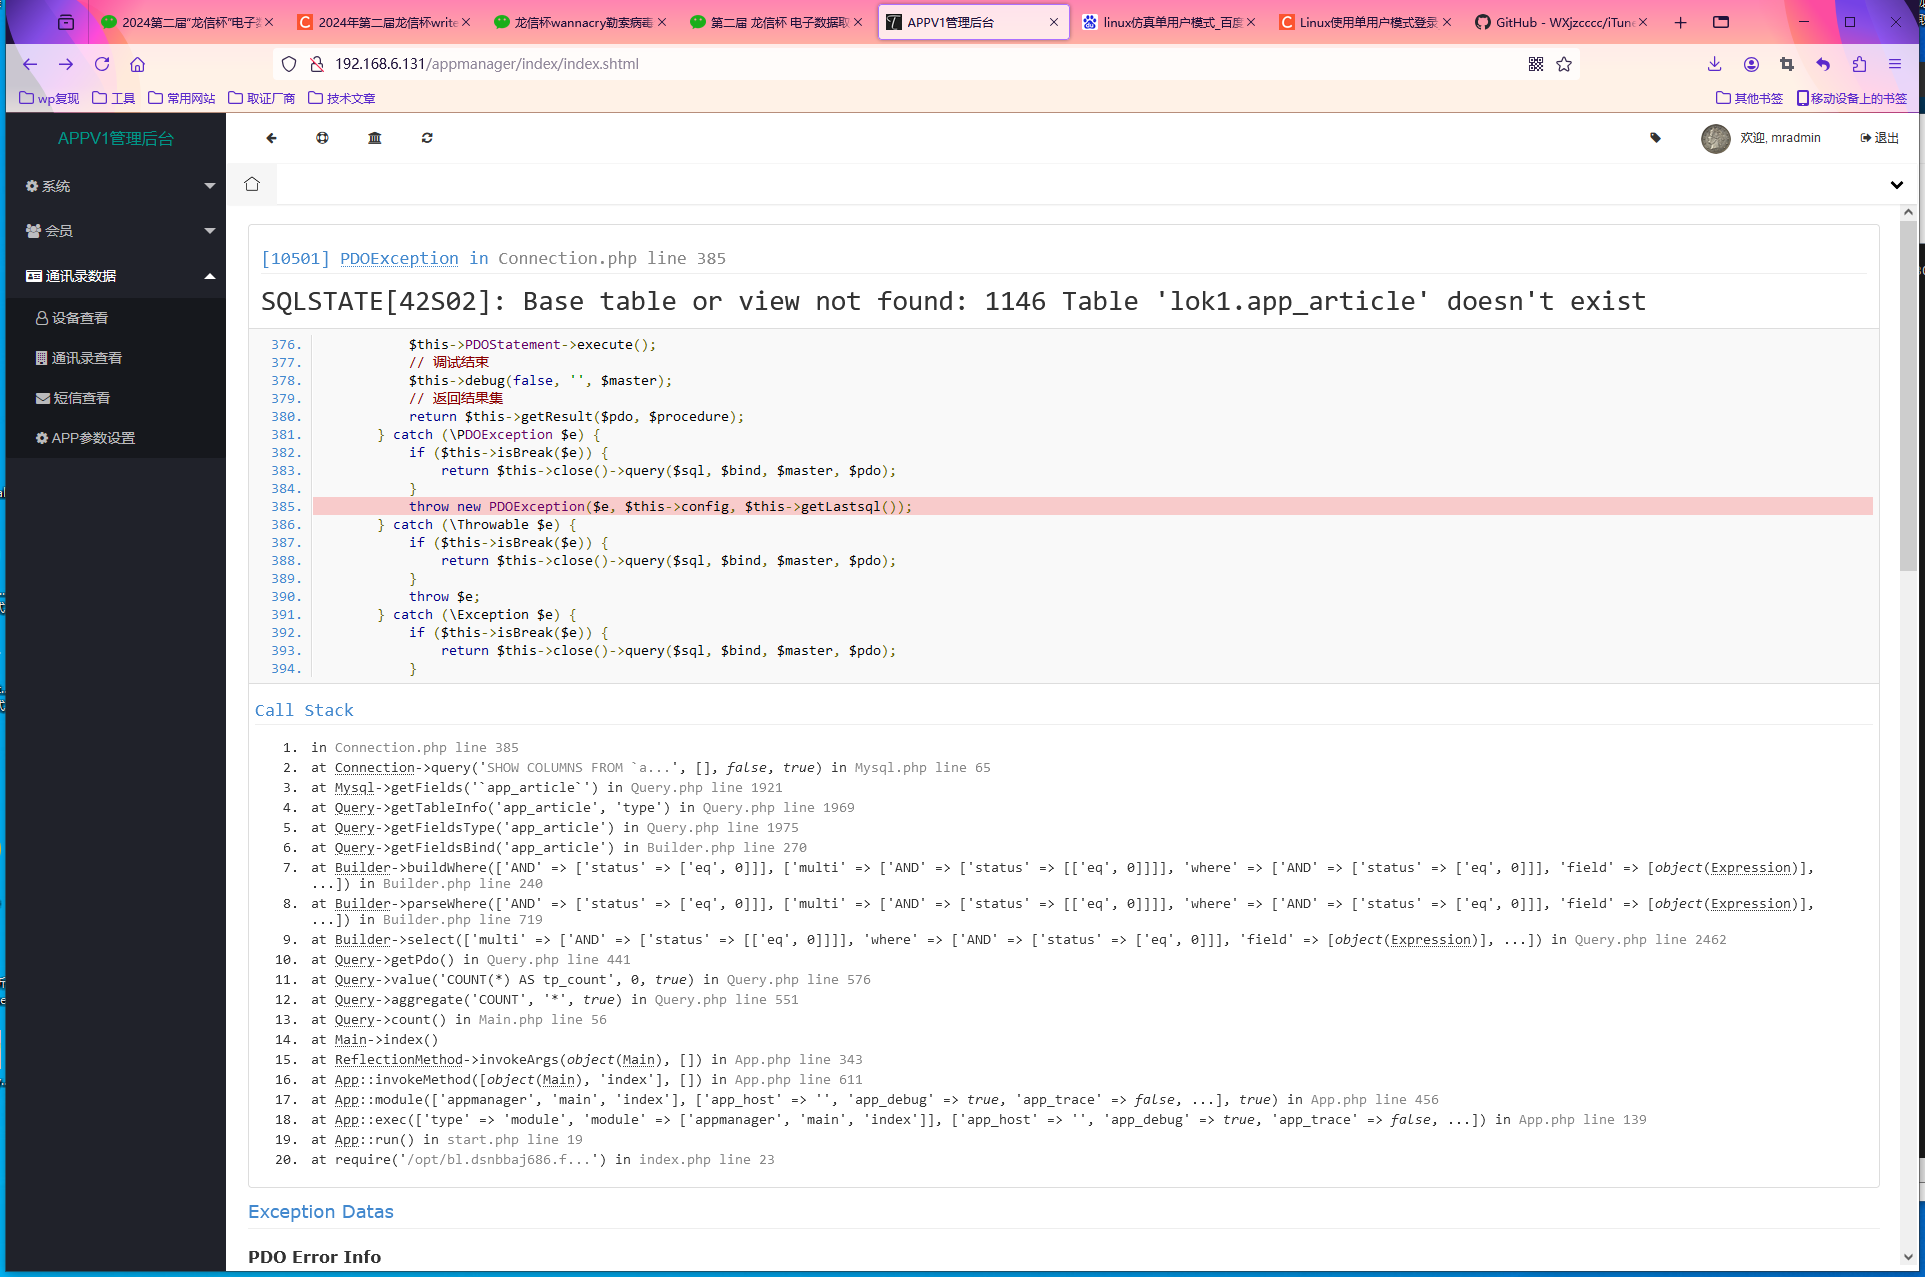 2024第二届“龙信杯”电子
2024年第二届龙信杯write
龙信杯wannacry勒索病毒
第二届 龙信杯 电子数据取
APPV1管理后台
linux仿真单用户模式_百度
Linux使用单用户模式登录
GitHub - WXjzcccc/iTun
192.168.6.131/appmanager/index/index.shtml
wp复现
工具
常用网站
取证厂商
技术文章
其他书签
移动设备上的书签
APPV1管理后台
欢迎, mradmin
退出
系统
会员
通讯录数据
设备查看
通讯录查看
短信查看
APP参数设置
[10501] PDOException in Connection.php line 385
SQLSTATE[42S02]: Base table or view not found: 1146 Table 'lok1.app_article' doesn't exist
376. $this->PDOStatement->execute();
377. // 调试结束
378. $this->debug(false, '', $master);
379. // 返回结果集
380. return $this->getResult($pdo, $procedure);
381. } catch (\PDOException $e) {
382. if ($this->isBreak($e)) {
383. return $this->close()->query($sql, $bind, $master, $pdo);
384. }
385. throw new PDOException($e, $this->config, $this->getLastsql());
386. } catch (\Throwable $e) {
387. if ($this->isBreak($e)) {
388. return $this->close()->query($sql, $bind, $master, $pdo);
389. }
390. throw $e;
391. } catch (\Exception $e) {
392. if ($this->isBreak($e)) {
393. return $this->close()->query($sql, $bind, $master, $pdo);
394. }
Call Stack
1. in Connection.php line 385
2. at Connection->query('SHOW COLUMNS FROM `a...', [], false, true) in Mysql.php line 65
3. at Mysql->getFields('`app_article`') in Query.php line 1921
4. at Query->getTableInfo('app_article', 'type') in Query.php line 1969
5. at Query->getFieldsType('app_article') in Query.php line 1975
6. at Query->getFieldsBind('app_article') in Builder.php line 270
7. at Builder->buildWhere(['AND' => ['status' => ['eq', 0]]], ['multi' => ['AND' => ['status' => [['eq', 0]]]], 'where' => ['AND' => ['status' => ['eq', 0]]], 'field' => [object(Expression)],
...]) in Builder.php line 240
8. at Builder->parseWhere(['AND' => ['status' => ['eq', 0]]], ['multi' => ['AND' => ['status' => [['eq', 0]]]], 'where' => ['AND' => ['status' => ['eq', 0]]], 'field' => [object(Expression)],
...]) in Builder.php line 719
9. at Builder->select(['multi' => ['AND' => ['status' => [['eq', 0]]]], 'where' => ['AND' => ['status' => ['eq', 0]]], 'field' => [object(Expression)], ...]) in Query.php line 2462
10. at Query->getPdo() in Query.php line 441
11. at Query->value('COUNT(*) AS tp_count', 0, true) in Query.php line 576
12. at Query->aggregate('COUNT', '*', true) in Query.php line 551
13. at Query->count() in Main.php line 56
14. at Main->index()
15. at ReflectionMethod->invokeArgs(object(Main), []) in App.php line 343
16. at App::invokeMethod([object(Main), 'index'], []) in App.php line 611
17. at App::module(['appmanager', 'main', 'index'], ['app_host' => '', 'app_debug' => true, 'app_trace' => false, ...], true) in App.php line 456
18. at App::exec(['type' => 'module', 'module' => ['appmanager', 'main', 'index']], ['app_host' => '', 'app_debug' => true, 'app_trace' => false, ...]) in App.php line 139
19. at App::run() in start.php line 19
20. at require('/opt/bl.dsnbbaj686.f...') in index.php line 23
Exception Datas
PDO Error Info